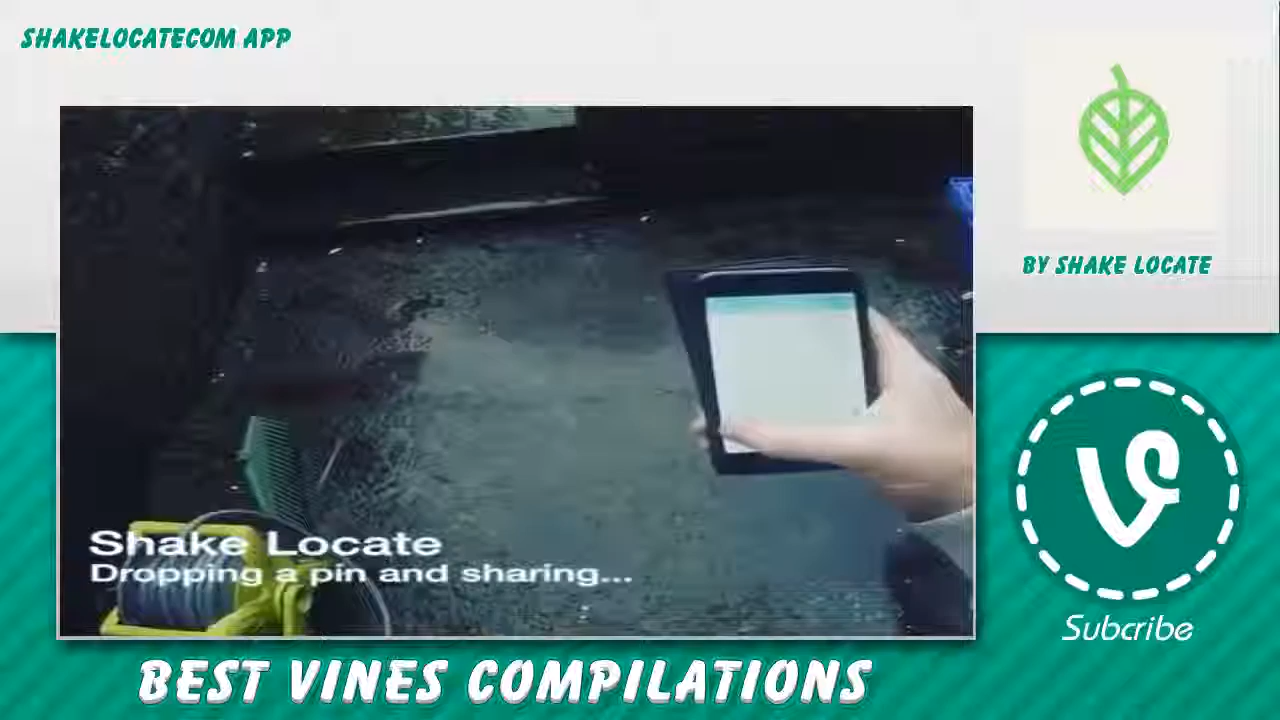 SHAKELOCATECOM APP
BY SHAKE LOCATE
Shake Locate
Dropping a pin and sharing...
Subcribe
BEST VINES COMPILATIONS